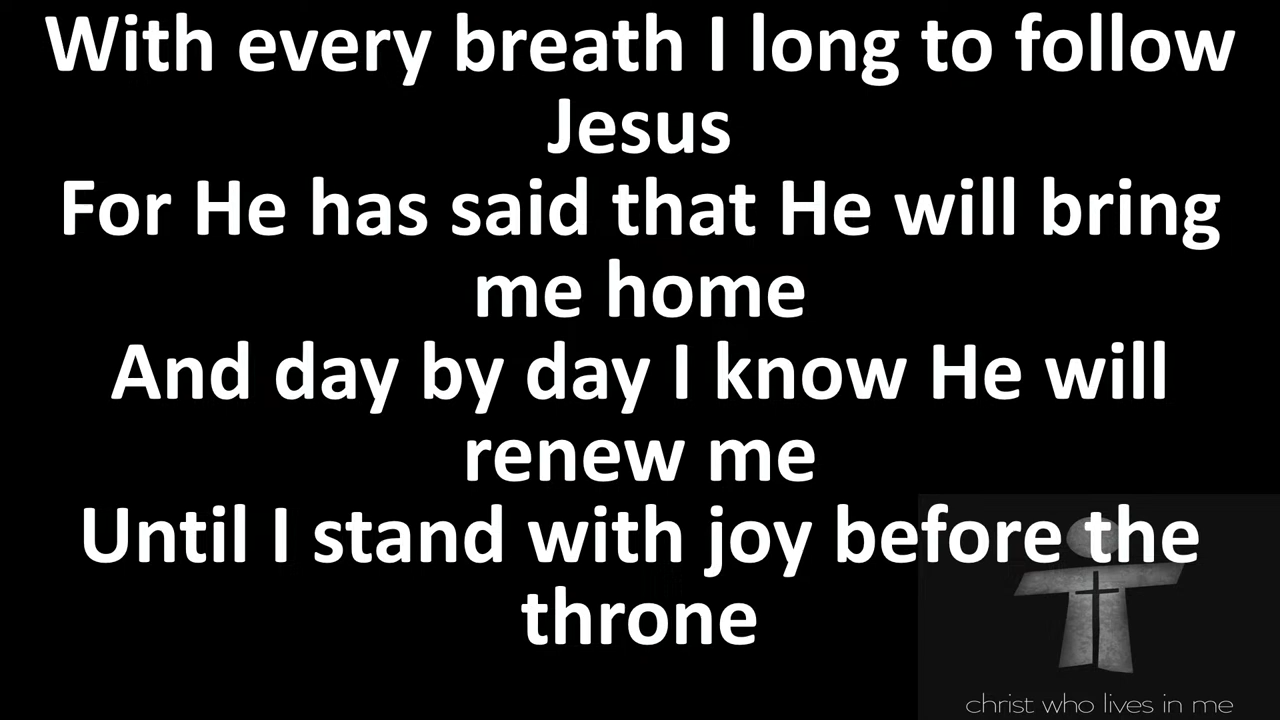 With every breath I long to follow
Jesus
For He has said that He will bring
me home
And day by day I know He will
renew me
Until I stand with joy before the
throne
christ who lives in me